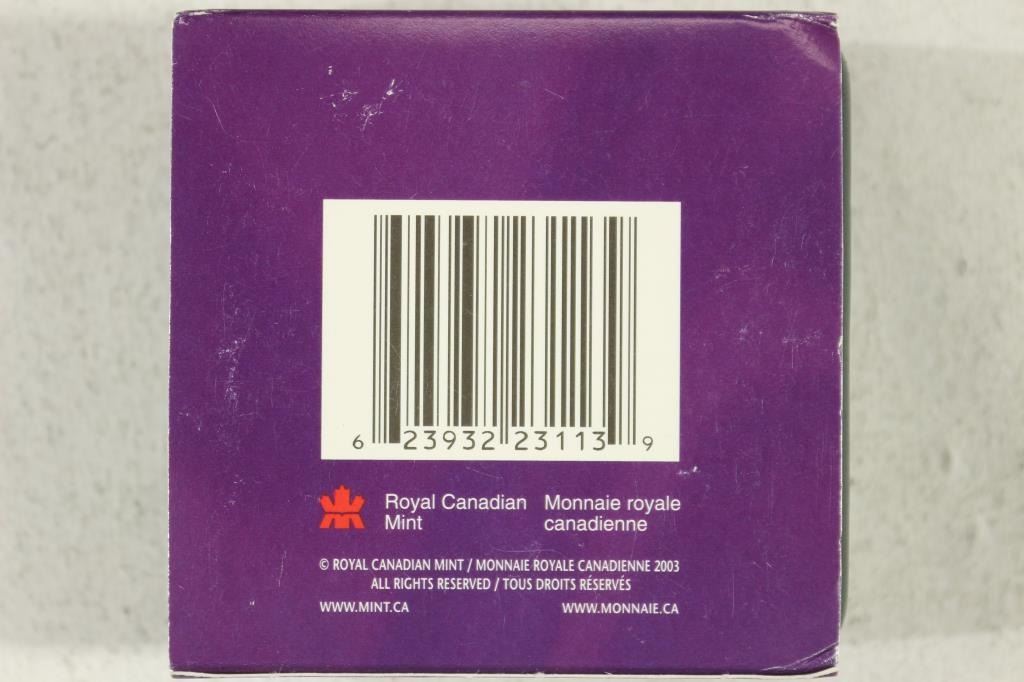 6 23932 23113 9
Royal Canadian Mint
Monnaie royale canadienne
© ROYAL CANADIAN MINT / MONNAIE ROYALE CANADIENNE 2003
ALL RIGHTS RESERVED / TOUS DROITS RÉSERVÉS
WWW.MINT.CA WWW.MONNAIE.CA